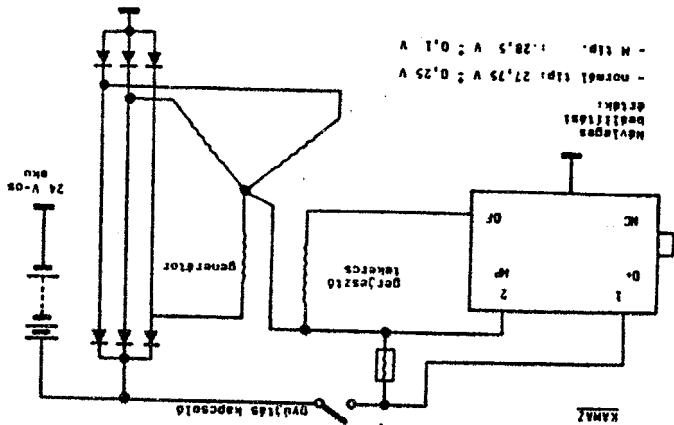 KAMAZ
gyújtás kapcsoló
1
2
D+
MP
NC
DF
gerjesztő
tekercs
generátor
24 V-os
aku
Névleges
beállítási
érték:
- normál tip: 27,75 V ± 0,25 V
- M tip. : 28,5 V ± 0,1 V